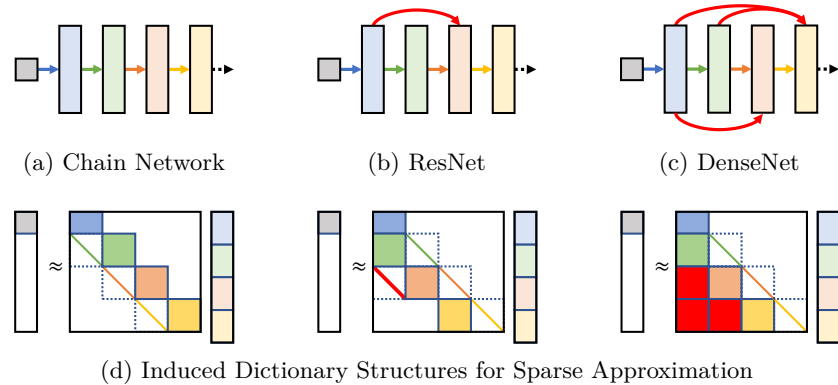 (a) Chain Network
(b) ResNet
(c) DenseNet
≈
≈
≈
(d) Induced Dictionary Structures for Sparse Approximation